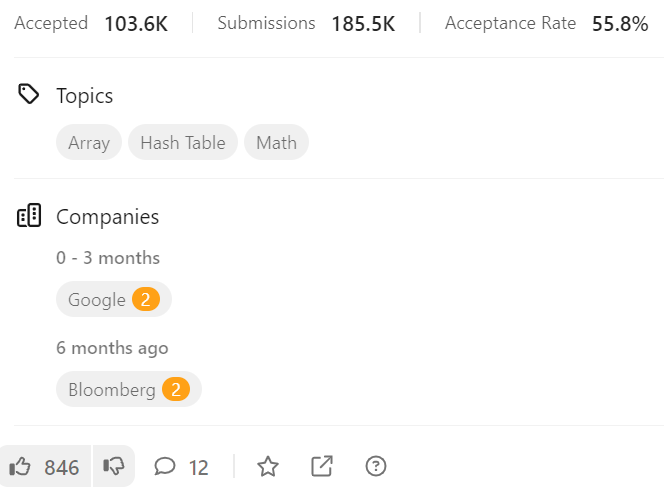 Accepted 103.6K Submissions 185.5K Acceptance Rate 55.8%
Topics
Array Hash Table Math
Companies
0 - 3 months
Google 2
6 months ago
Bloomberg 2
846 12